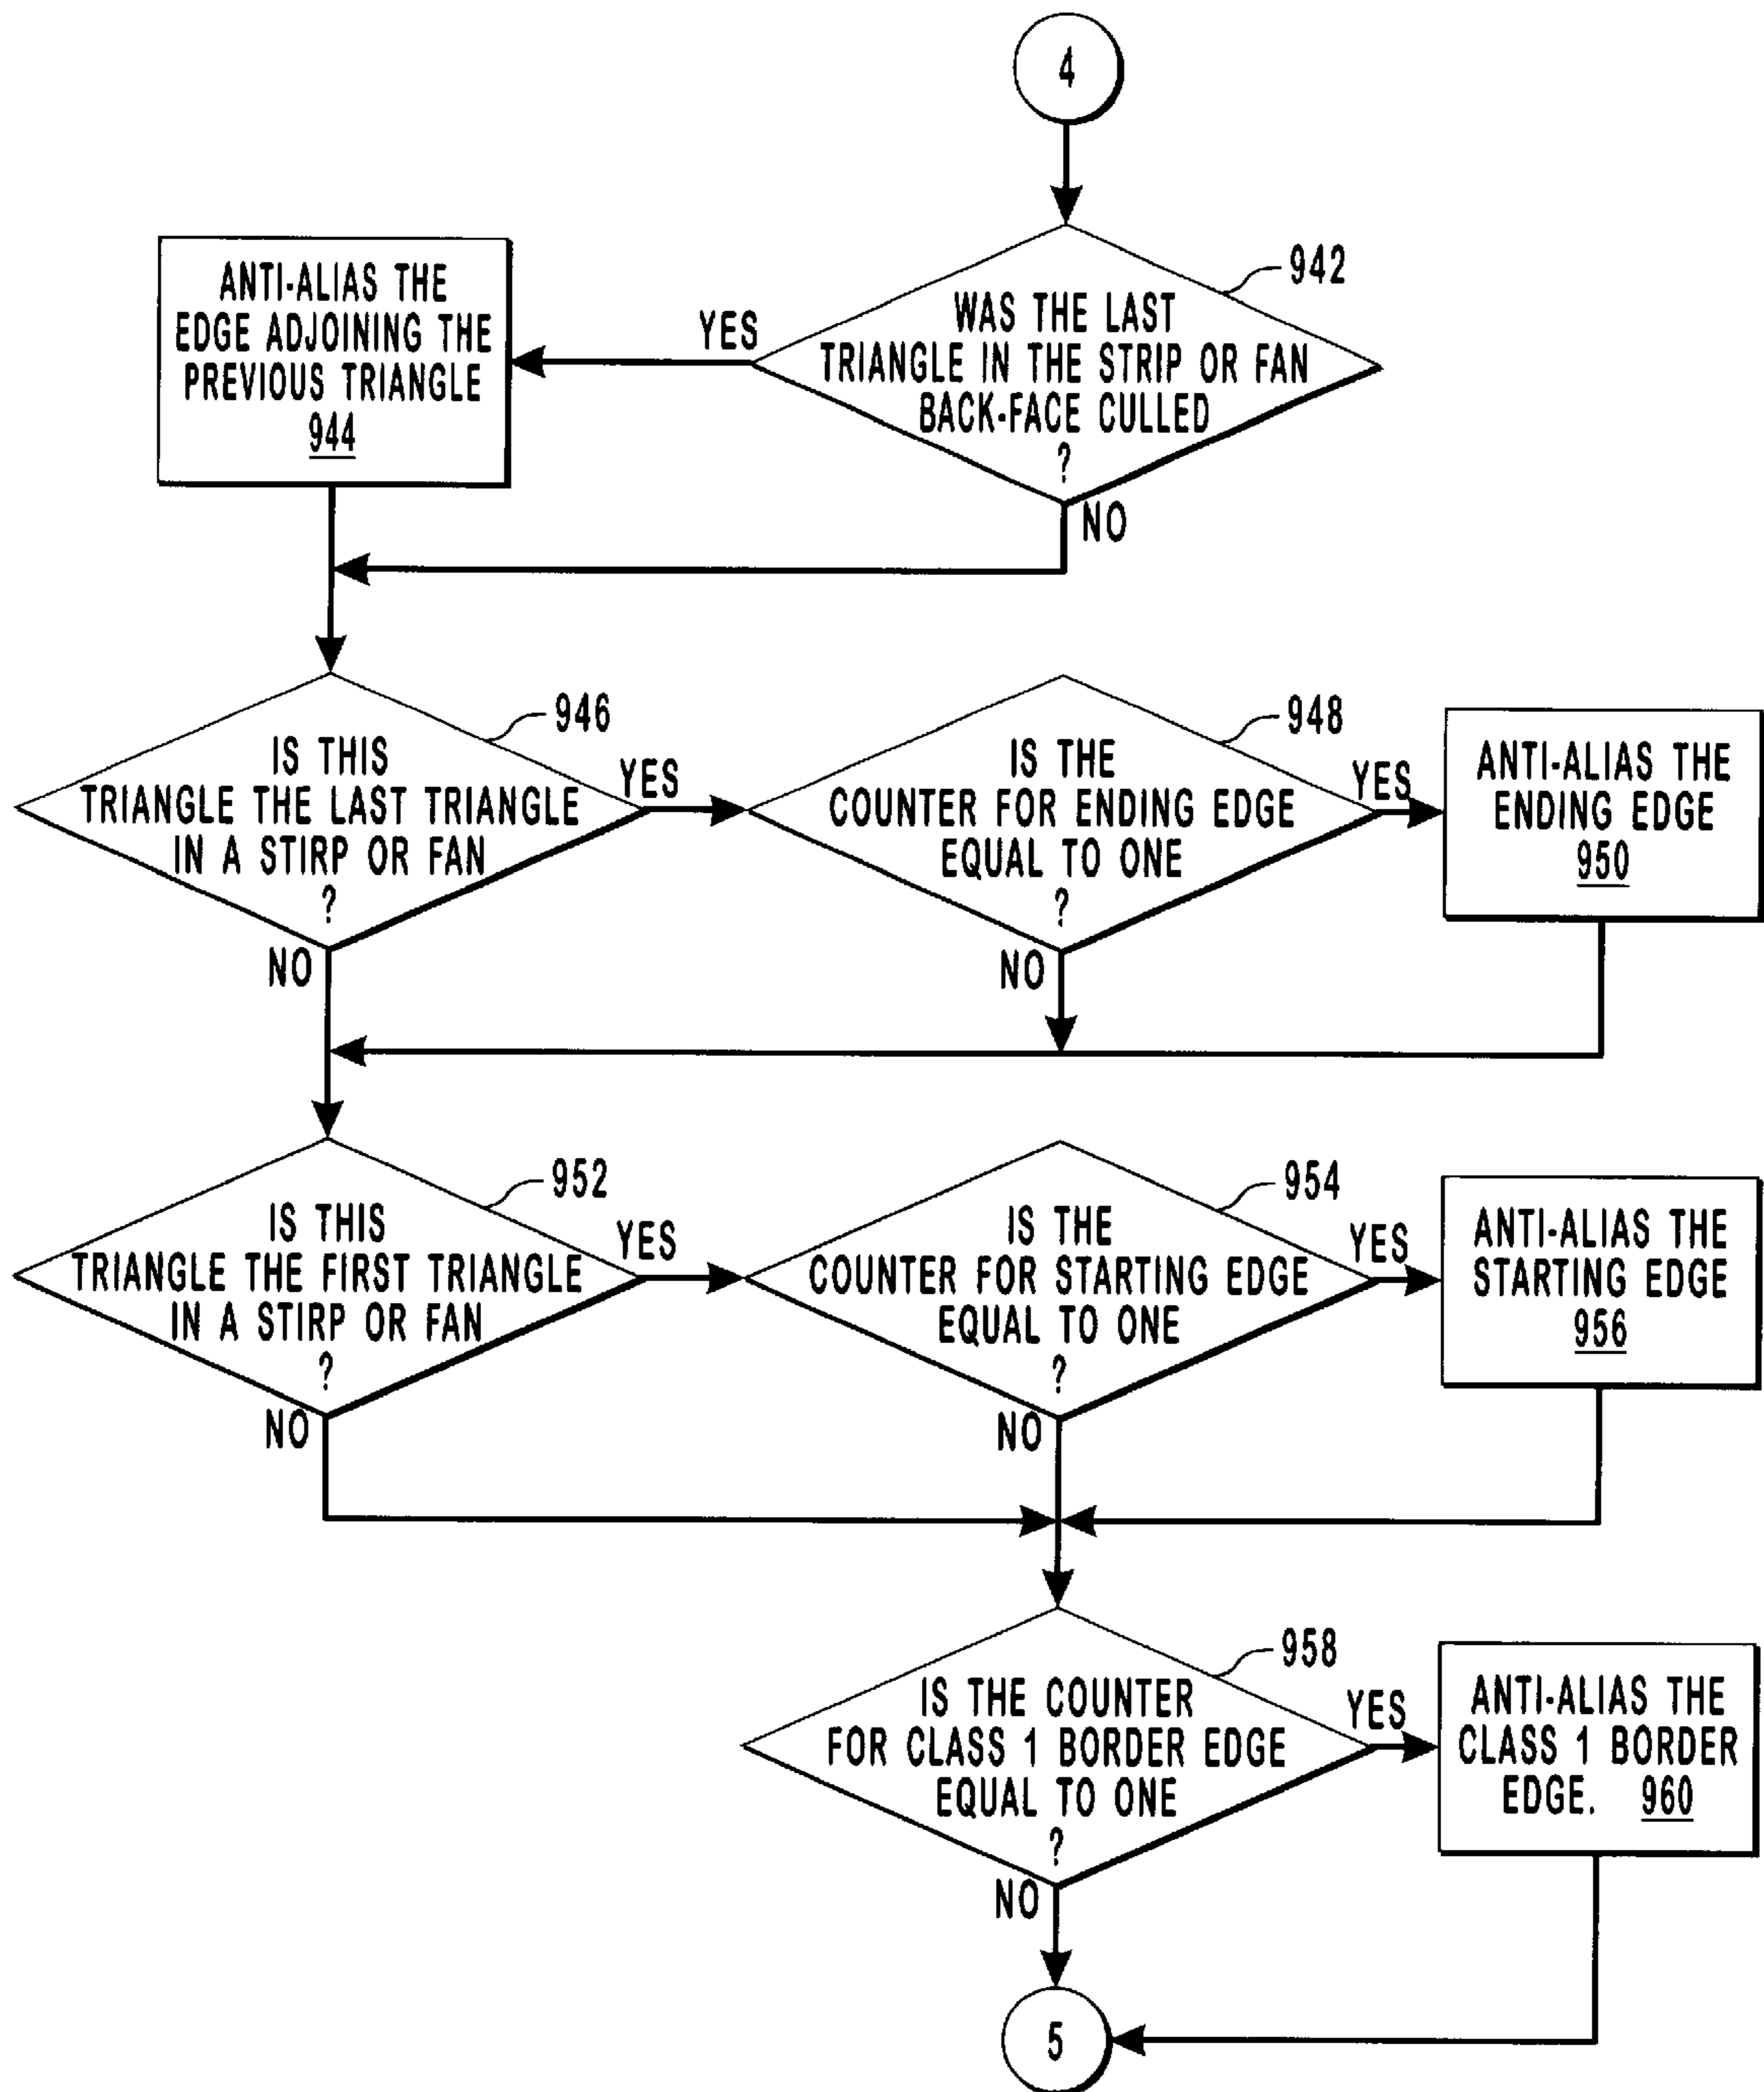 4
942
WAS THE LAST
TRIANGLE IN THE STRIP OR FAN
BACK-FACE CULLED
?
YES
NO
ANTI-ALIAS THE
EDGE ADJOINING THE
PREVIOUS TRIANGLE
944
946
IS THIS
TRIANGLE THE LAST TRIANGLE
IN A STIRP OR FAN
?
YES
NO
948
IS THE
COUNTER FOR ENDING EDGE
EQUAL TO ONE
?
YES
NO
ANTI-ALIAS THE
ENDING EDGE
950
952
IS THIS
TRIANGLE THE FIRST TRIANGLE
IN A STIRP OR FAN
?
YES
NO
954
IS THE
COUNTER FOR STARTING EDGE
EQUAL TO ONE
?
YES
NO
ANTI-ALIAS THE
STARTING EDGE
956
958
IS THE COUNTER
FOR CLASS 1 BORDER EDGE
EQUAL TO ONE
?
YES
NO
ANTI-ALIAS THE
CLASS 1 BORDER
EDGE. 960
5